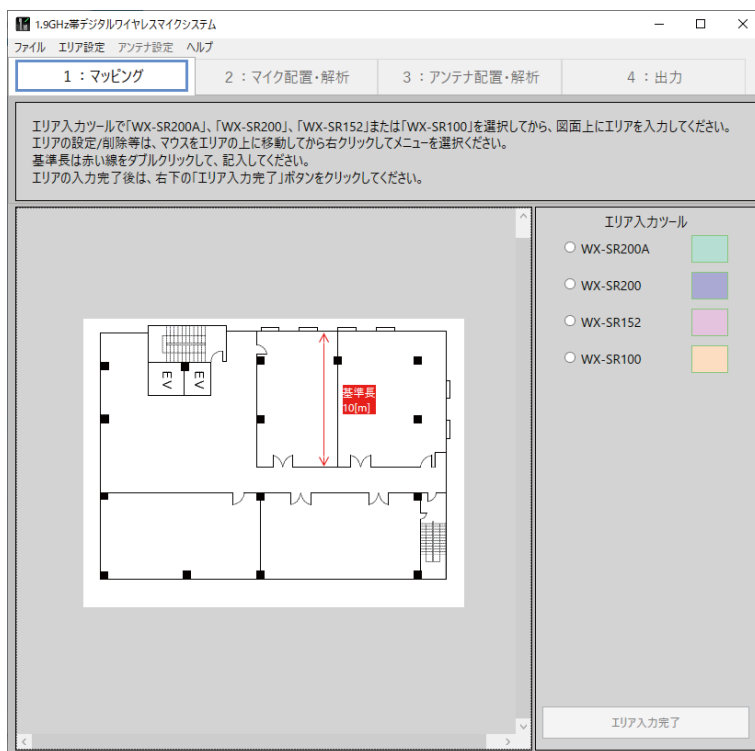 1.9GHz帯デジタルワイヤレスマイクシステム
ファイル エリア設定 アンテナ設定 ヘルプ
1：マッピング 2：マイク配置・解析 3：アンテナ配置・解析 4：出力
エリア入力ツールで「WX-SR200A」、「WX-SR200」、「WX-SR152」または「WX-SR100」を選択してから、図面上にエリアを入力してください。
エリアの設定/削除等は、マウスをエリアの上に移動してから右クリックしてメニューを選択ください。
基準長は赤い線をダブルクリックして、記入してください。
エリアの入力完了後は、右下の「エリア入力完了」ボタンをクリックしてください。
エリア入力ツール
WX-SR200A
WX-SR200
WX-SR152
WX-SR100
EV EV
基準長
10[m]
エリア入力完了